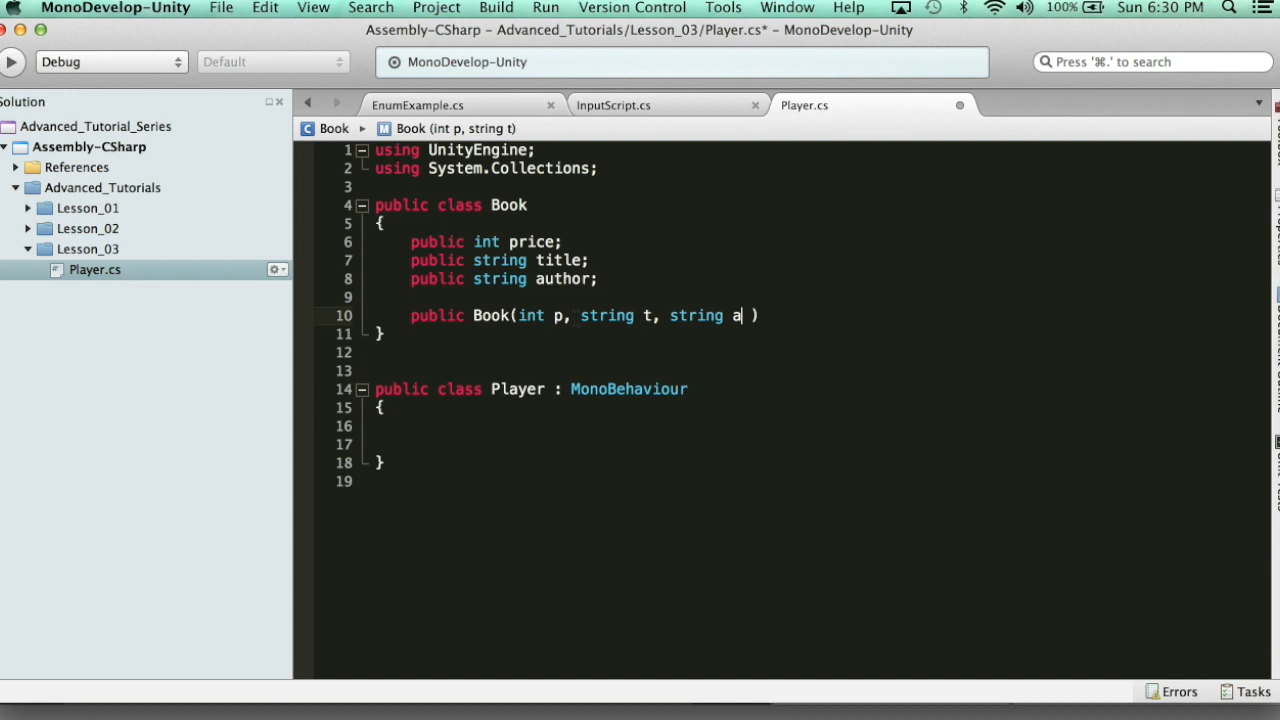 MonoDevelop-Unity File Edit View Search Project Build Run Version Control Tools Window Help 100% Sun 6:30 PM
Assembly-CSharp – Advanced_Tutorials/Lesson_03/Player.cs* – MonoDevelop-Unity
Debug Default MonoDevelop-Unity Press '⌘.' to search
Solution
EnumExample.cs InputScript.cs Player.cs
Book Book (int p, string t)
Advanced_Tutorial_Series
Assembly-CSharp
References
Advanced_Tutorials
Lesson_01
Lesson_02
Lesson_03
Player.cs
1 using UnityEngine;
2 using System.Collections;
3
4 public class Book
5 {
6 public int price;
7 public string title;
8 public string author;
9
10 public Book(int p, string t, string a )
11 }
12
13
14 public class Player : MonoBehaviour
15 {
16
17
18 }
19
Errors Tasks